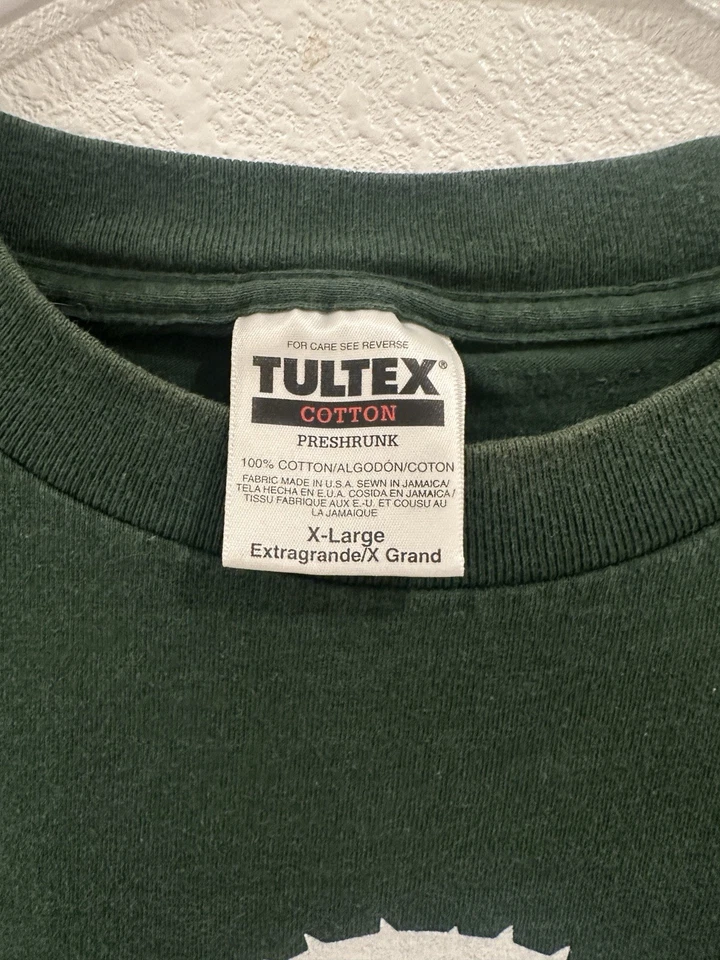 FOR CARE SEE REVERSE
TULTEX®
COTTON
PRESHRUNK
100% COTTON/ALGODÓN/COTON
FABRIC MADE IN U.S.A. SEWN IN JAMAICA/
TELA HECHA EN E.U.A. COSIDA EN JAMAICA/
TISSU FABRIQUE AUX E.-U. ET COUSU AU
LA JAMAIQUE
X-Large
Extragrande/X Grand